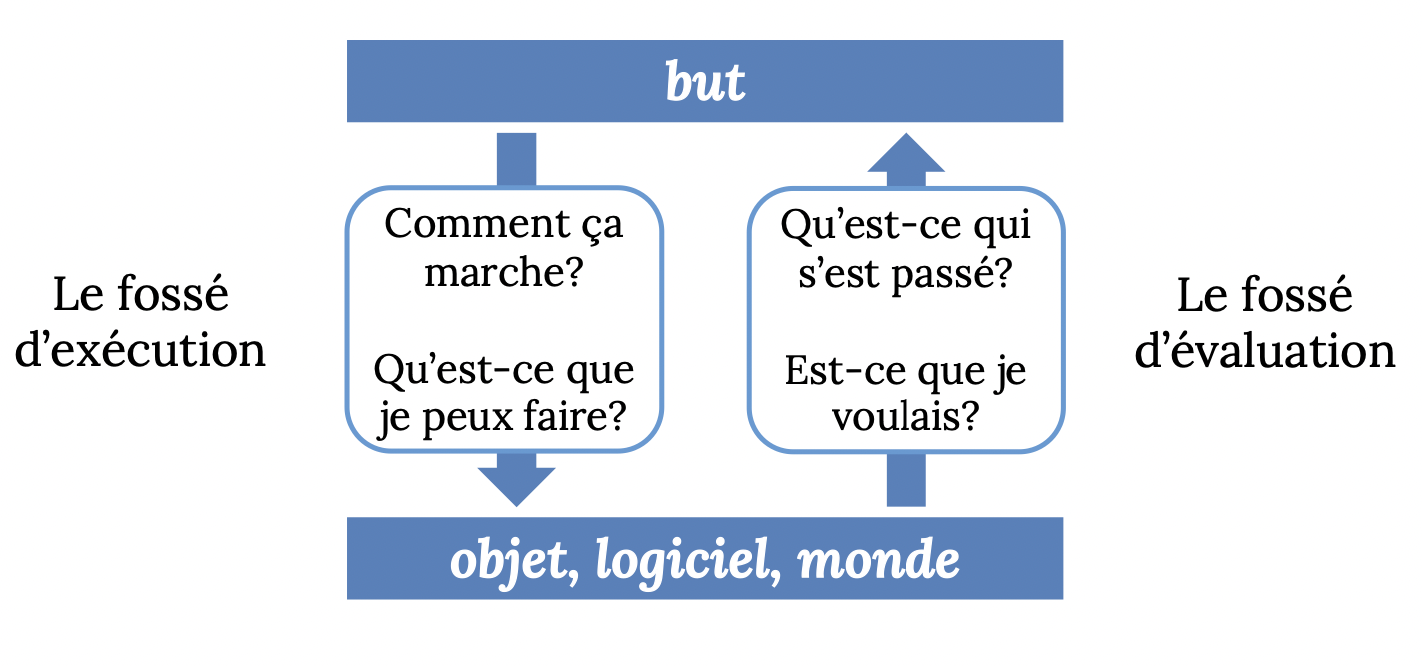 but
Le fossé
d’exécution
Comment ça
marche?
Qu’est-ce que
je peux faire?
Qu’est-ce qui
s’est passé?
Est-ce que je
voulais?
Le fossé
d’évaluation
objet, logiciel, monde